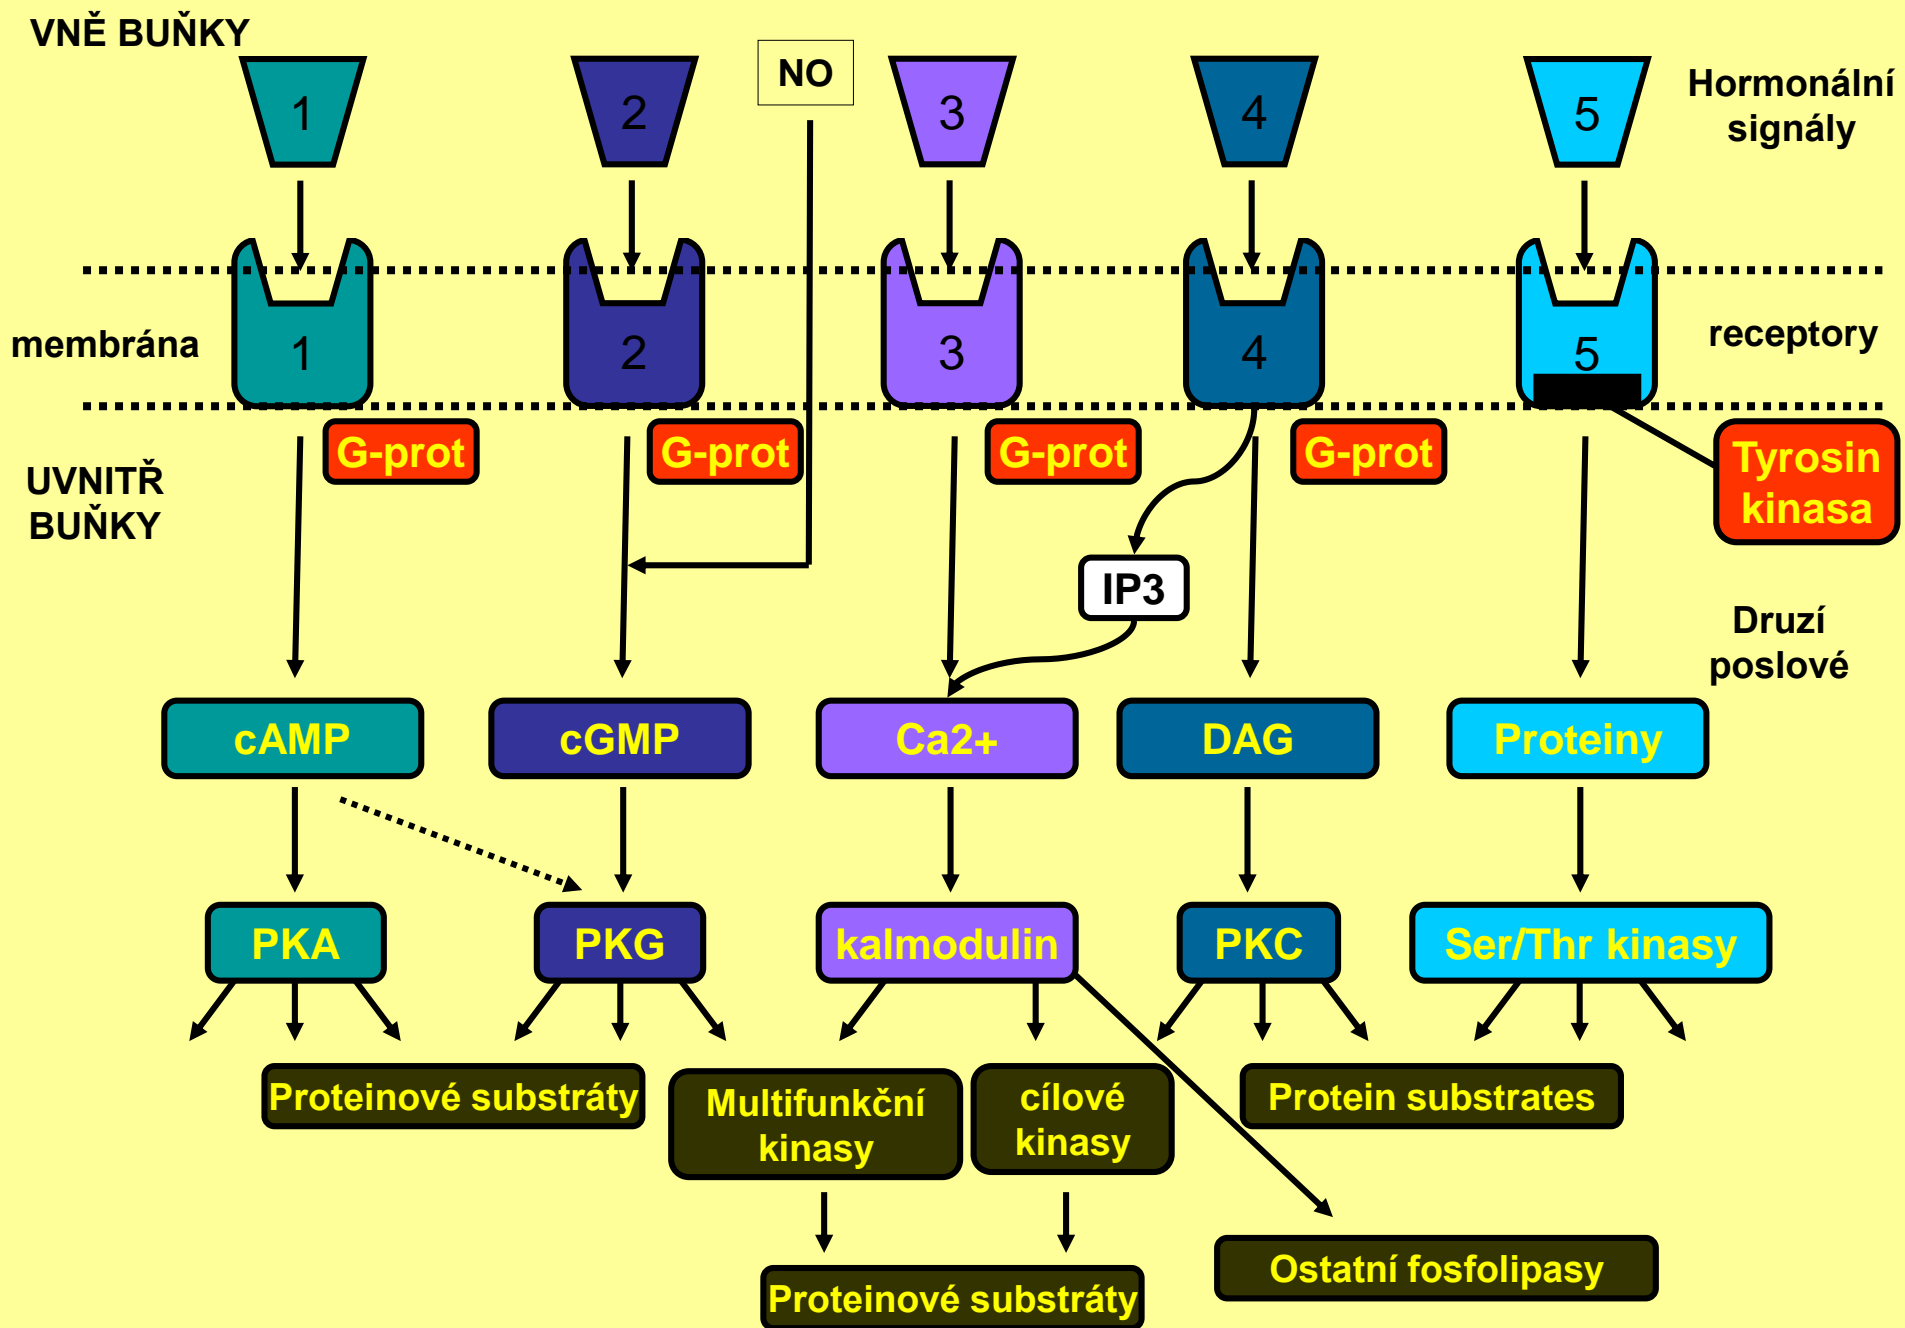 VNĚ BUŇKY
NO
1
2
3
4
5
Hormonální
signály
membrána
1
2
3
4
5
receptory
G-prot
G-prot
G-prot
G-prot
Tyrosin
kinasa
UVNITŘ
BUŇKY
IP3
Druzí
poslové
cAMP
cGMP
Ca2+
DAG
Proteiny
PKA
PKG
kalmodulin
PKC
Ser/Thr kinasy
Proteinové substráty
Multifunkční
kinasy
cílové
kinasy
Protein substrates
Ostatní fosfolipasy
Proteinové substráty